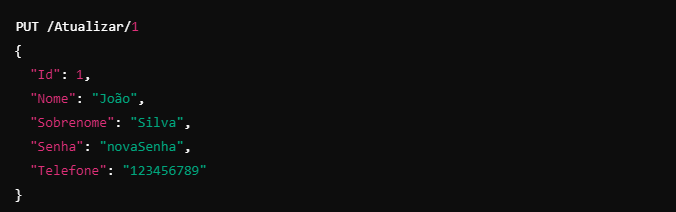 PUT /Atualizar/1
{
  "Id": 1,
  "Nome": "João",
  "Sobrenome": "Silva",
  "Senha": "novaSenha",
  "Telefone": "123456789"
}